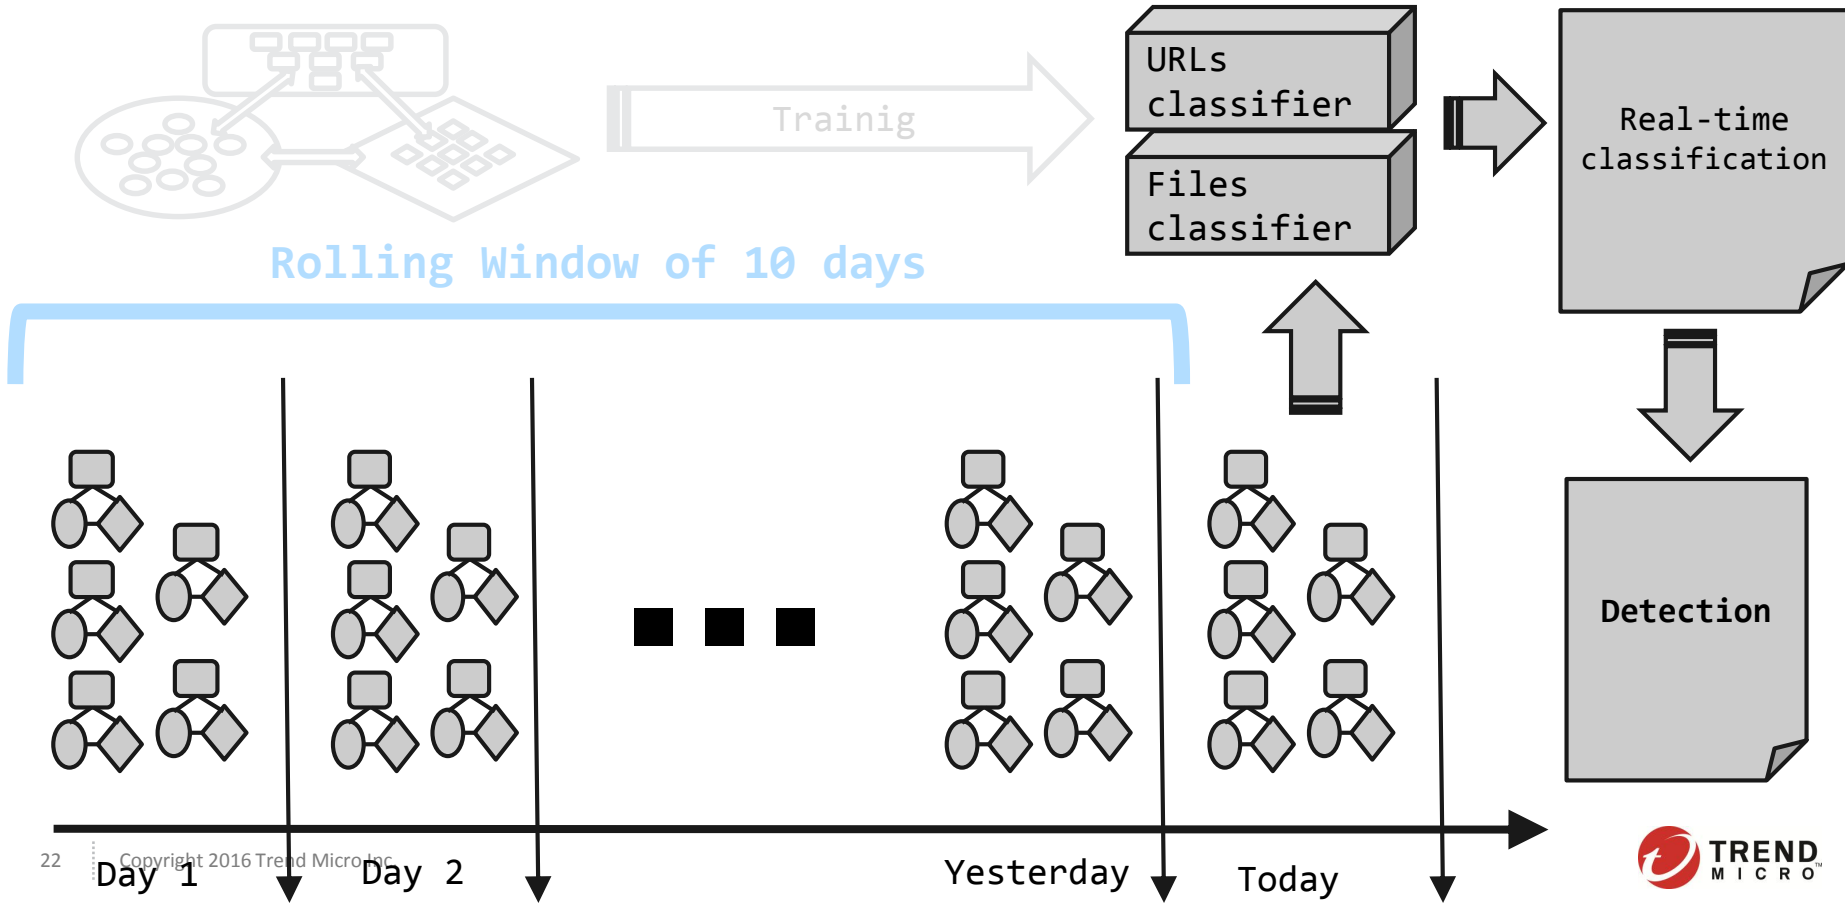 URLs
classifier
Trainig
Real-time
classification
Files
classifier
Rolling Window of 10 days
Detection
22
Copyright 2016 Trend Micro Inc.
Day 1
Day 2
Yesterday
Today
TREND
MICRO™